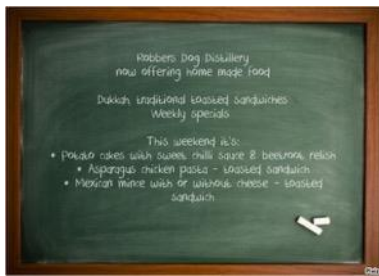 Robbers Dog Distillery
now offering home made food
Dukkah, traditional toasted sandwiches
Weekly specials
This weekend it's:
• Potato cakes with sweet chilli sauce & beetroot relish
• Asparagus chicken pasta - toasted sandwich
• Mexican mince with or without cheese - toasted
sandwich